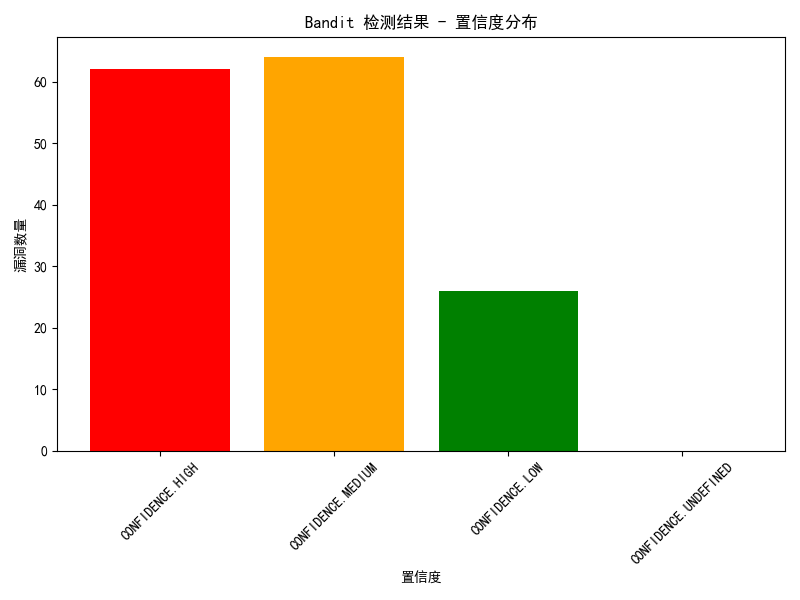 Bandit 检测结果 - 置信度分布
漏洞数量
60
50
40
30
20
10
0
CONFIDENCE.HIGH
CONFIDENCE.MEDIUM
CONFIDENCE.LOW
CONFIDENCE.UNDEFINED
置信度